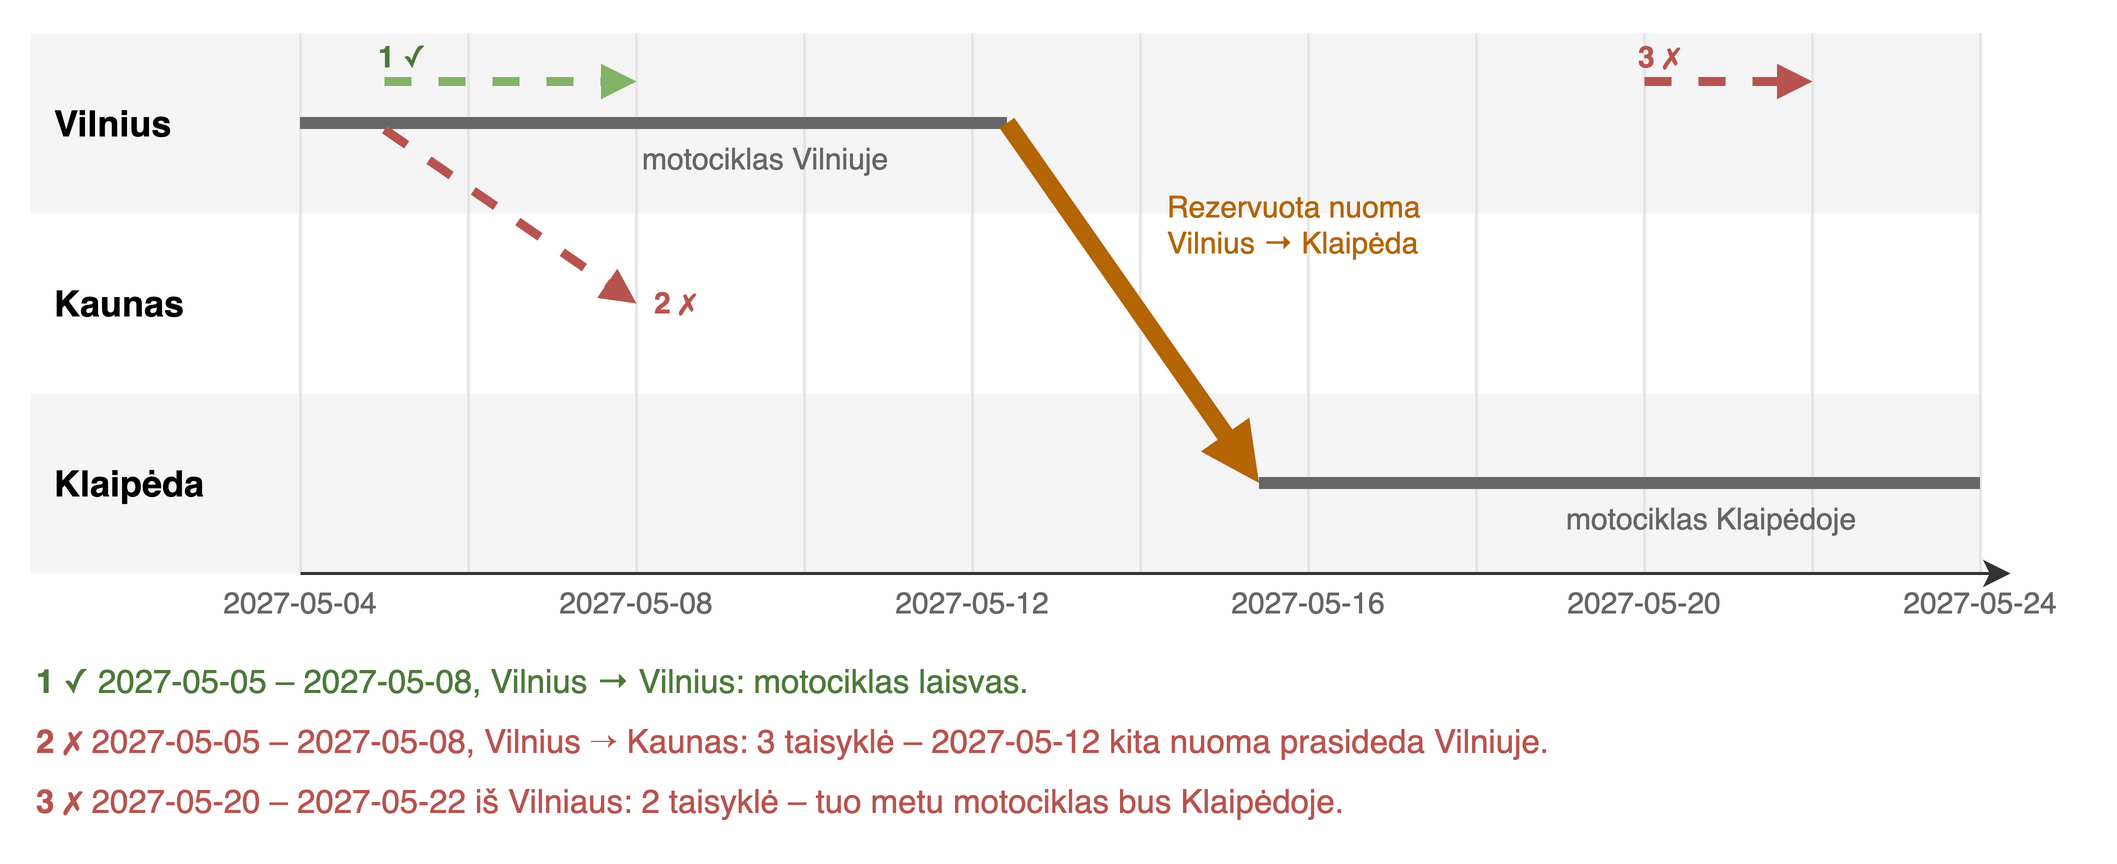 1 ✓
3 ✗
Vilnius
motociklas Vilniuje
Rezervuota nuoma
Vilnius → Klaipėda
Kaunas
2 ✗
Klaipėda
motociklas Klaipėdoje
2027-05-04
2027-05-08
2027-05-12
2027-05-16
2027-05-20
2027-05-24
1 ✓ 2027-05-05 – 2027-05-08, Vilnius → Vilnius: motociklas laisvas.
2 ✗ 2027-05-05 – 2027-05-08, Vilnius → Kaunas: 3 taisyklė – 2027-05-12 kita nuoma prasideda Vilniuje.
3 ✗ 2027-05-20 – 2027-05-22 iš Vilniaus: 2 taisyklė – tuo metu motociklas bus Klaipėdoje.